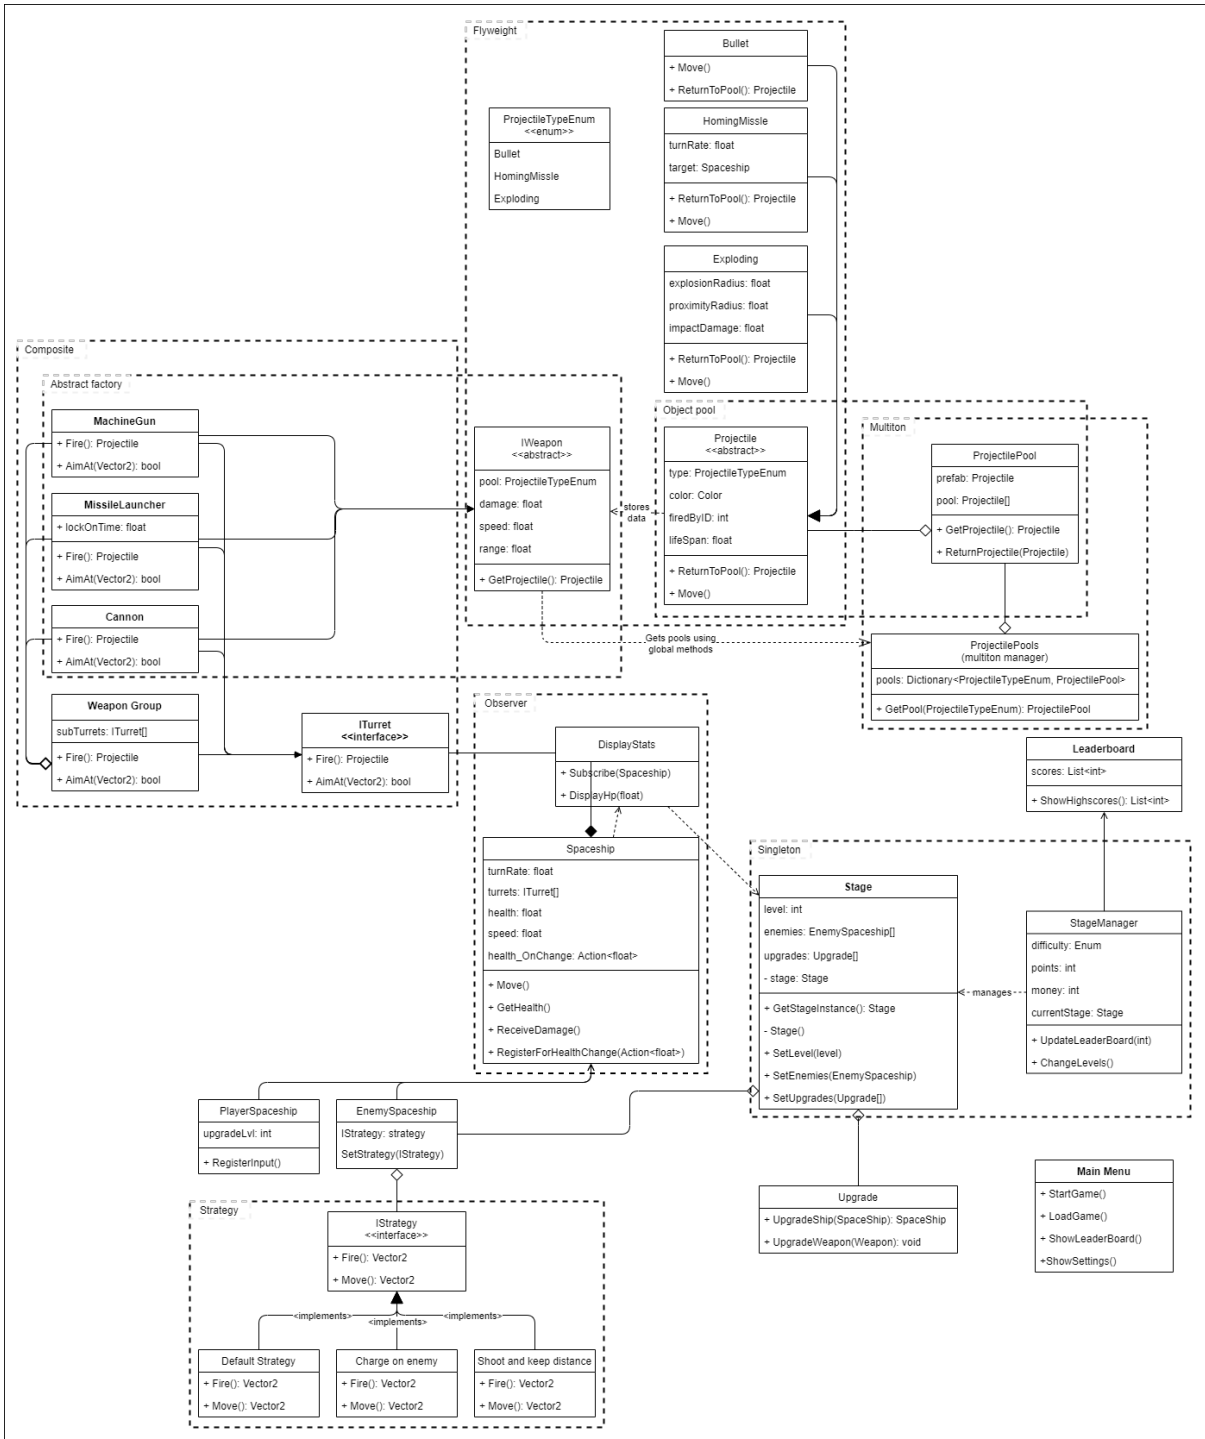 Flyweight
Bullet
+ Move()
+ ReturnToPool(): Projectile
ProjectileTypeEnum
<<enum>>
Bullet
HomingMissle
Exploding
HomingMissle
turnRate: float
target: Spaceship
+ ReturnToPool(): Projectile
+ Move()
Exploding
explosionRadius: float
proximityRadius: float
impactDamage: float
+ ReturnToPool(): Projectile
+ Move()
Composite
Abstract factory
MachineGun
+ Fire(): Projectile
+ AimAt(Vector2): bool
MissileLauncher
+ lockOnTime: float
+ Fire(): Projectile
+ AimAt(Vector2): bool
Cannon
+ Fire(): Projectile
+ AimAt(Vector2): bool
Weapon Group
subTurrets: ITurret[]
+ Fire(): Projectile
+ AimAt(Vector2): bool
ITurret
<<interface>>
+ Fire(): Projectile
+ AimAt(Vector2): bool
IWeapon
<<abstract>>
pool: ProjectileTypeEnum
damage: float
speed: float
range: float
+ GetProjectile(): Projectile
stores
data
Object pool
Projectile
<<abstract>>
type: ProjectileTypeEnum
color: Color
firedByID: int
lifeSpan: float
+ ReturnToPool(): Projectile
+ Move()
Multiton
ProjectilePool
prefab: Projectile
pool: Projectile[]
+ GetProjectile(): Projectile
+ ReturnProjectile(Projectile)
Gets pools using
global methods
ProjectilePools
(multiton manager)
pools: Dictionary<ProjectileTypeEnum, ProjectilePool>
+ GetPool(ProjectileTypeEnum): ProjectilePool
Observer
DisplayStats
+ Subscribe(Spaceship)
+ DisplayHp(float)
Spaceship
turnRate: float
turrets: ITurret[]
health: float
speed: float
health_OnChange: Action<float>
+ Move()
+ GetHealth()
+ ReceiveDamage()
+ RegisterForHealthChange(Action<float>)
Leaderboard
scores: List<int>
+ ShowHighscores(): List<int>
Singleton
Stage
level: int
enemies: EnemySpaceship[]
upgrades: Upgrade[]
- stage: Stage
+ GetStageInstance(): Stage
- Stage()
+ SetLevel(level)
+ SetEnemies(EnemySpaceship)
+ SetUpgrades(Upgrade[])
manages
StageManager
difficulty: Enum
points: int
money: int
currentStage: Stage
+ UpdateLeaderBoard(int)
+ ChangeLevels()
PlayerSpaceship
upgradeLvl: int
+ RegisterInput()
EnemySpaceship
IStrategy: strategy
SetStrategy(IStrategy)
Upgrade
+ UpgradeShip(SpaceShip): SpaceShip
+ UpgradeWeapon(Weapon): void
Main Menu
+ StartGame()
+ LoadGame()
+ ShowLeaderBoard()
+ShowSettings()
Strategy
IStrategy
<<interface>>
+ Fire(): Vector2
+ Move(): Vector2
<implements>
<implements>
<implements>
Default Strategy
+ Fire(): Vector2
+ Move(): Vector2
Charge on enemy
+ Fire(): Vector2
+ Move(): Vector2
Shoot and keep distance
+ Fire(): Vector2
+ Move(): Vector2